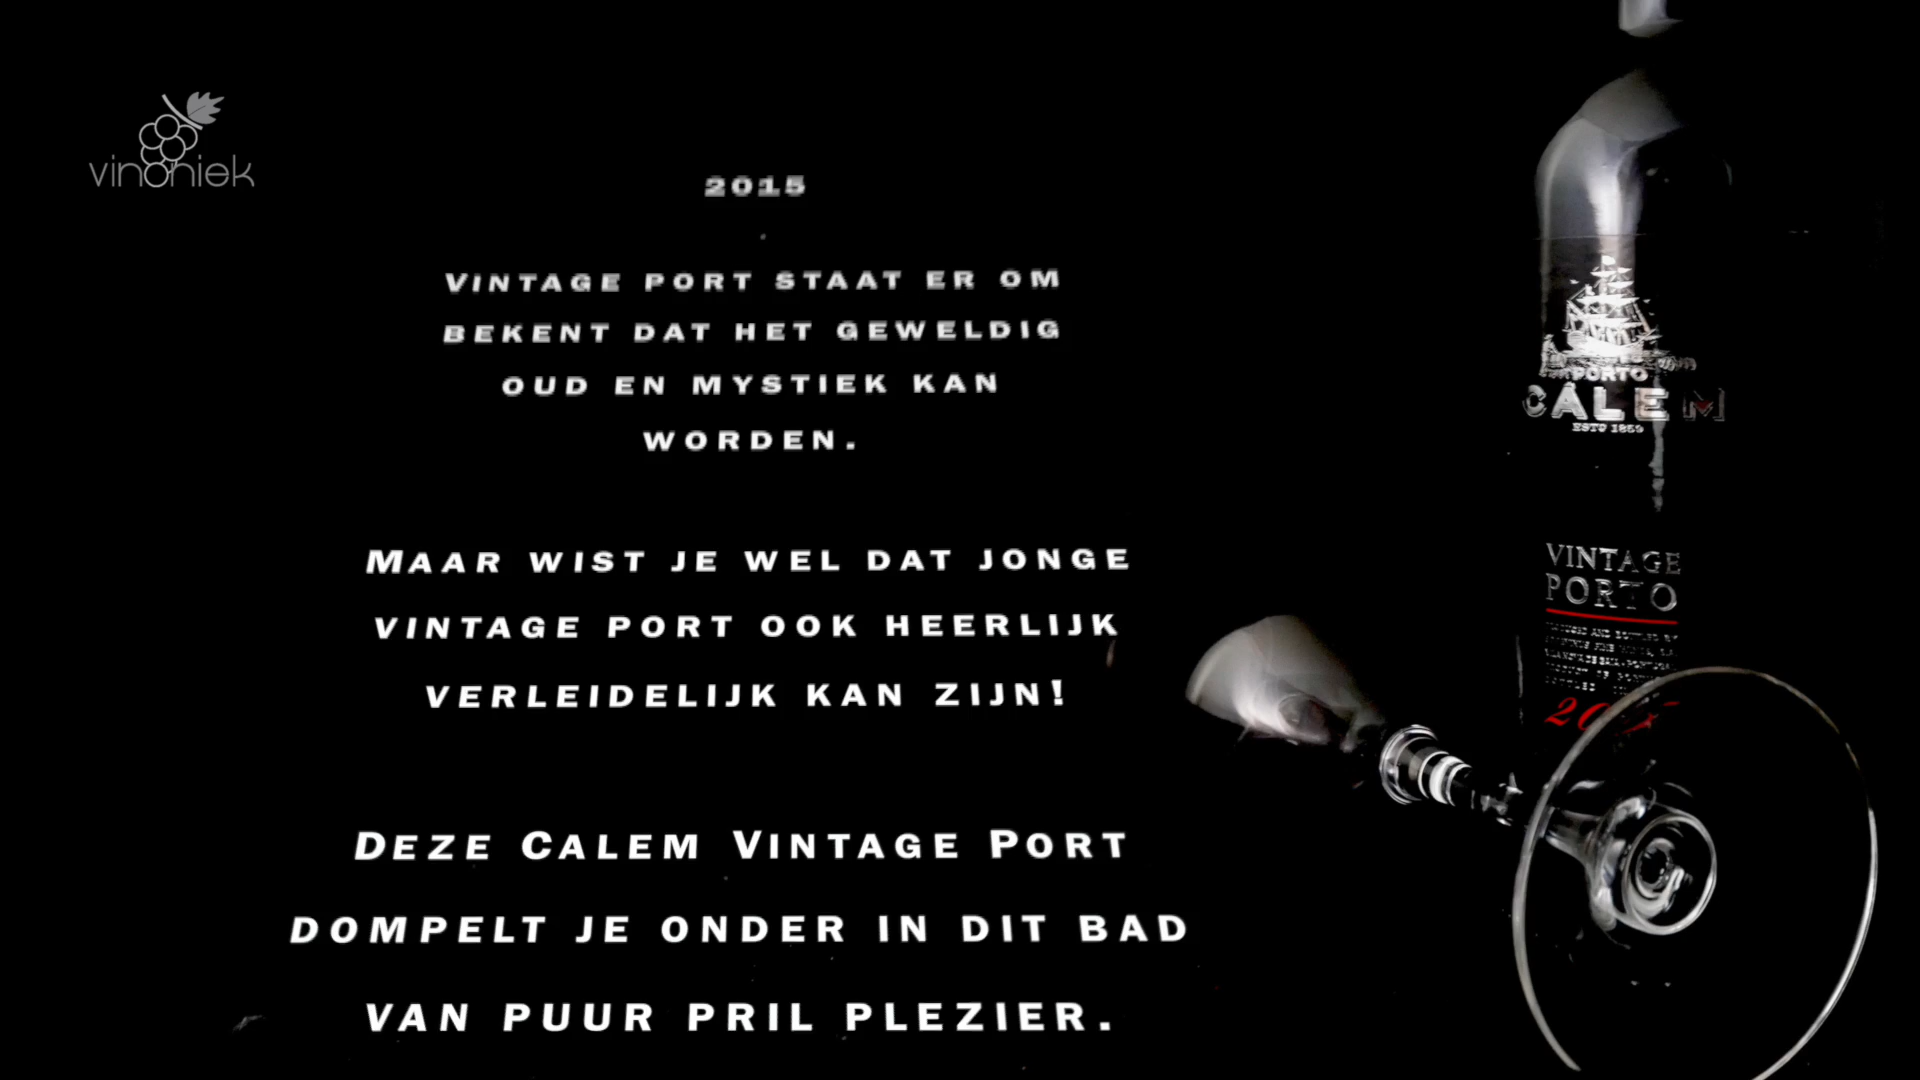 vinoniek
2015
VINTAGE PORT STAAT ER OM
BEKENT DAT HET GEWELDIG
OUD EN MYSTIEK KAN
WORDEN.
MAAR WIST JE WEL DAT JONGE
VINTAGE PORT OOK HEERLIJK
VERLEIDELIJK KAN ZIJN!
DEZE CALEM VINTAGE PORT
DOMPELT JE ONDER IN DIT BAD
VAN PUUR PRIL PLEZIER.
PORTO
CALEM
ESTD 1859
VINTAGE
PORTO